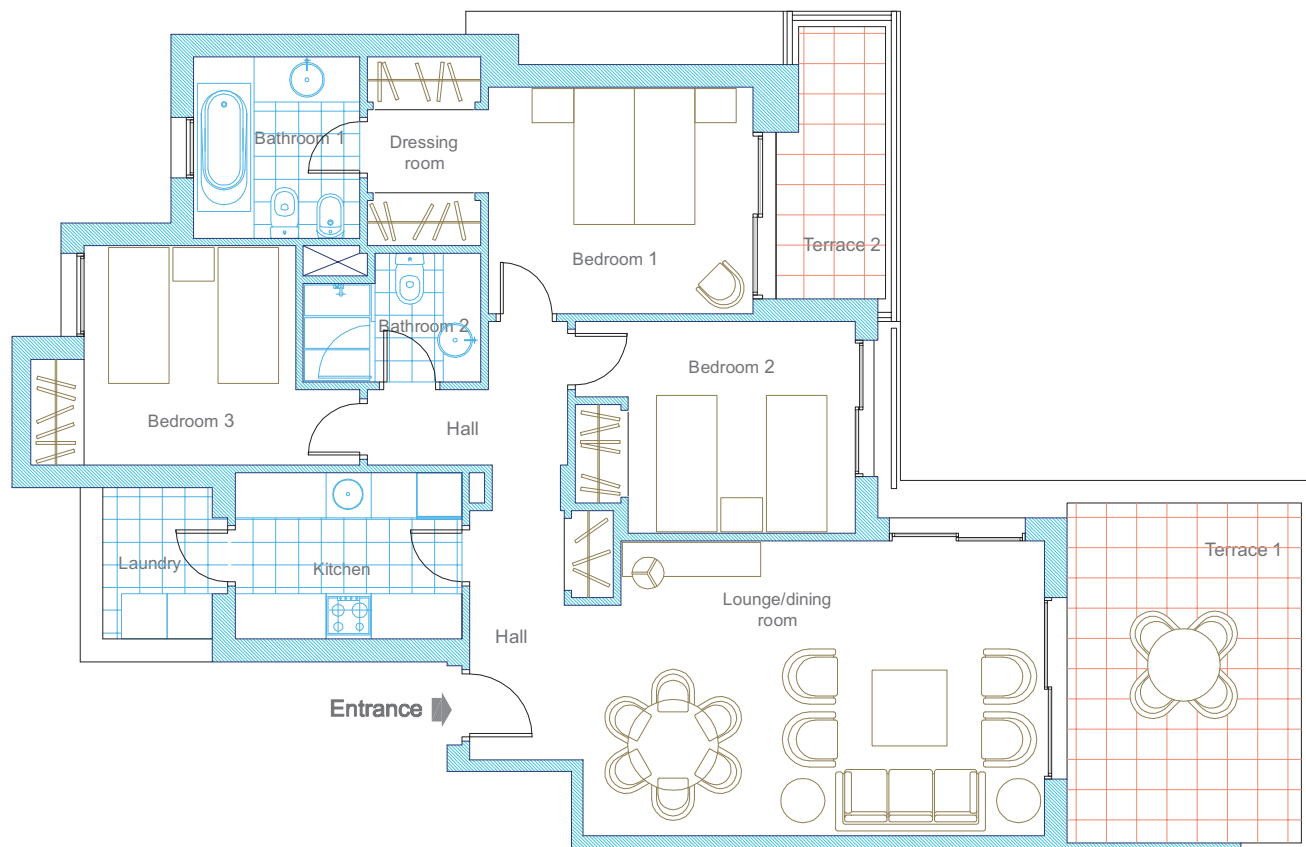 Bathroom 1
Dressing
room
Bedroom 1
Terrace 2
Bathroom 2
Bedroom 2
Bedroom 3
Hall
Laundry
Kitchen
Terrace 1
Lounge/dining
room
Hall
Entrance